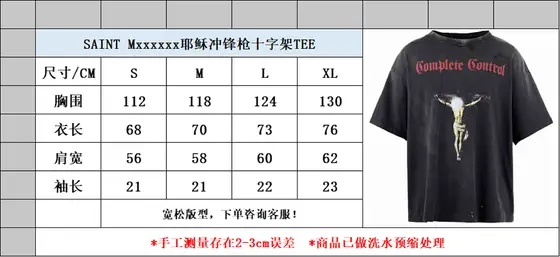 SAINT Mxxxxxx耶稣冲锋枪十字架TEE
尺寸/CM S M L XL
胸围 112 118 124 130
衣长 68 70 73 76
肩宽 56 58 60 62
袖长 21 21 22 23
宽松版型，下单咨询客服！
*手工测量存在2-3cm误差 *商品已做洗水预缩处理
Complete Control